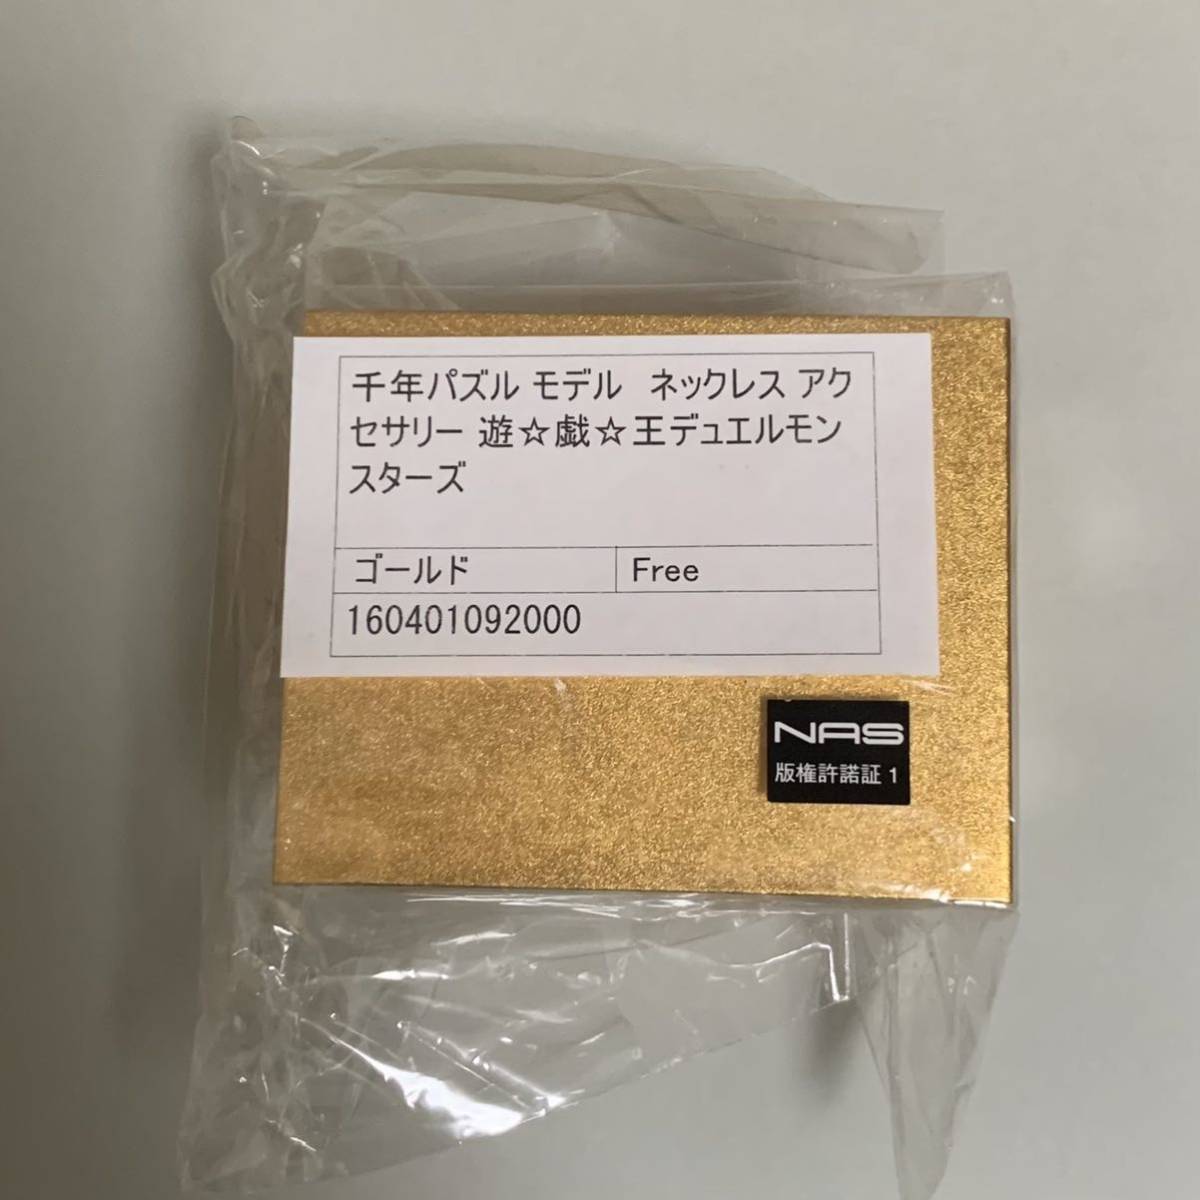 千年パズル モデル　ネックレス アク
セサリー 遊☆戯☆王デュエルモン
スターズ
ゴールド
Free
160401092000
NAS
版権許諾証 1